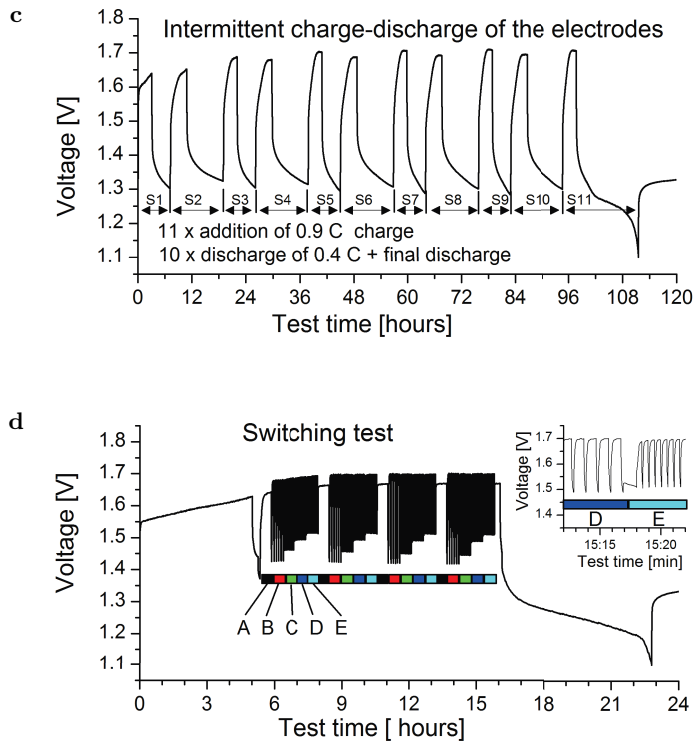 c
Intermittent charge-discharge of the electrodes
1.8
1.7
1.6
1.5
1.4
1.3
1.2
1.1
Voltage [V]
S1 S2 S3 S4 S5 S6 S7 S8 S9 S10 S11
11 x addition of 0.9 C charge
10 x discharge of 0.4 C + final discharge
0 12 24 36 48 60 72 84 96 108 120
Test time [hours]
d
Switching test
1.8
1.7
1.6
1.5
1.4
1.3
1.2
1.1
Voltage [V]
A B C D E
0 3 6 9 12 15 18 21 24
Test time [ hours]
1.7
1.6
1.5
1.4
Voltage [V]
D E
15:15 15:20
Test time [min]